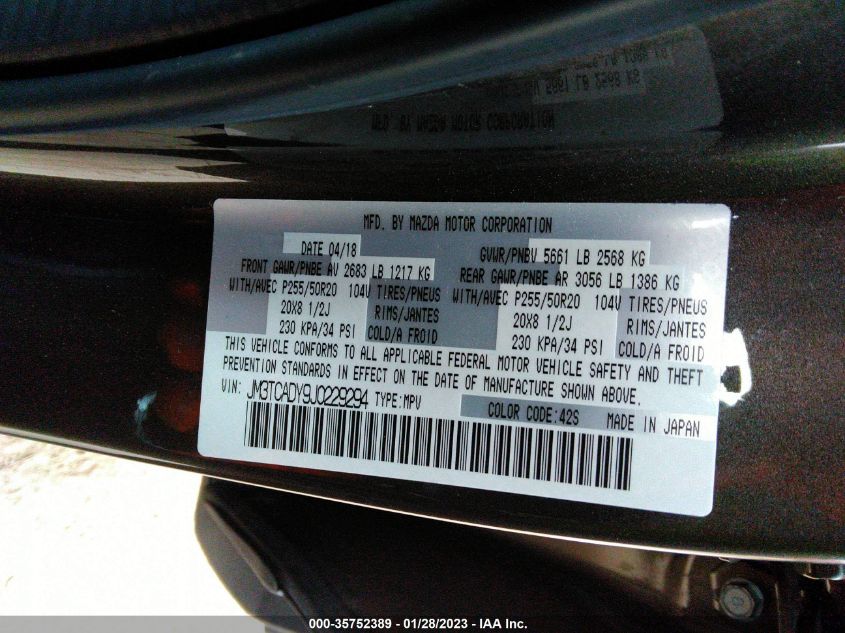 MFD. BY MAZDA MOTOR CORPORATION
DATE 04/18 GVWR/PNBV 5661 LB 2568 KG
FRONT GAWR/PNBE AV 2683 LB 1217 KG REAR GAWR/PNBE AR 3056 LB 1386 KG
WITH/AVEC P255/50R20 104V TIRES/PNEUS WITH/AVEC P255/50R20 104V TIRES/PNEUS
20X8 1/2J RIMS/JANTES 20X8 1/2J RIMS/JANTES
230 KPA/34 PSI COLD/A FROID 230 KPA/34 PSI COLD/A FROID
THIS VEHICLE CONFORMS TO ALL APPLICABLE FEDERAL MOTOR VEHICLE SAFETY AND THEFT
PREVENTION STANDARDS IN EFFECT ON THE DATE OF MANUFACTURE SHOWN ABOVE.
VIN: JM3TCADY9J0229294 TYPE:MPV COLOR CODE:42S MADE IN JAPAN
000-35752389 - 01/28/2023 - IAA Inc.